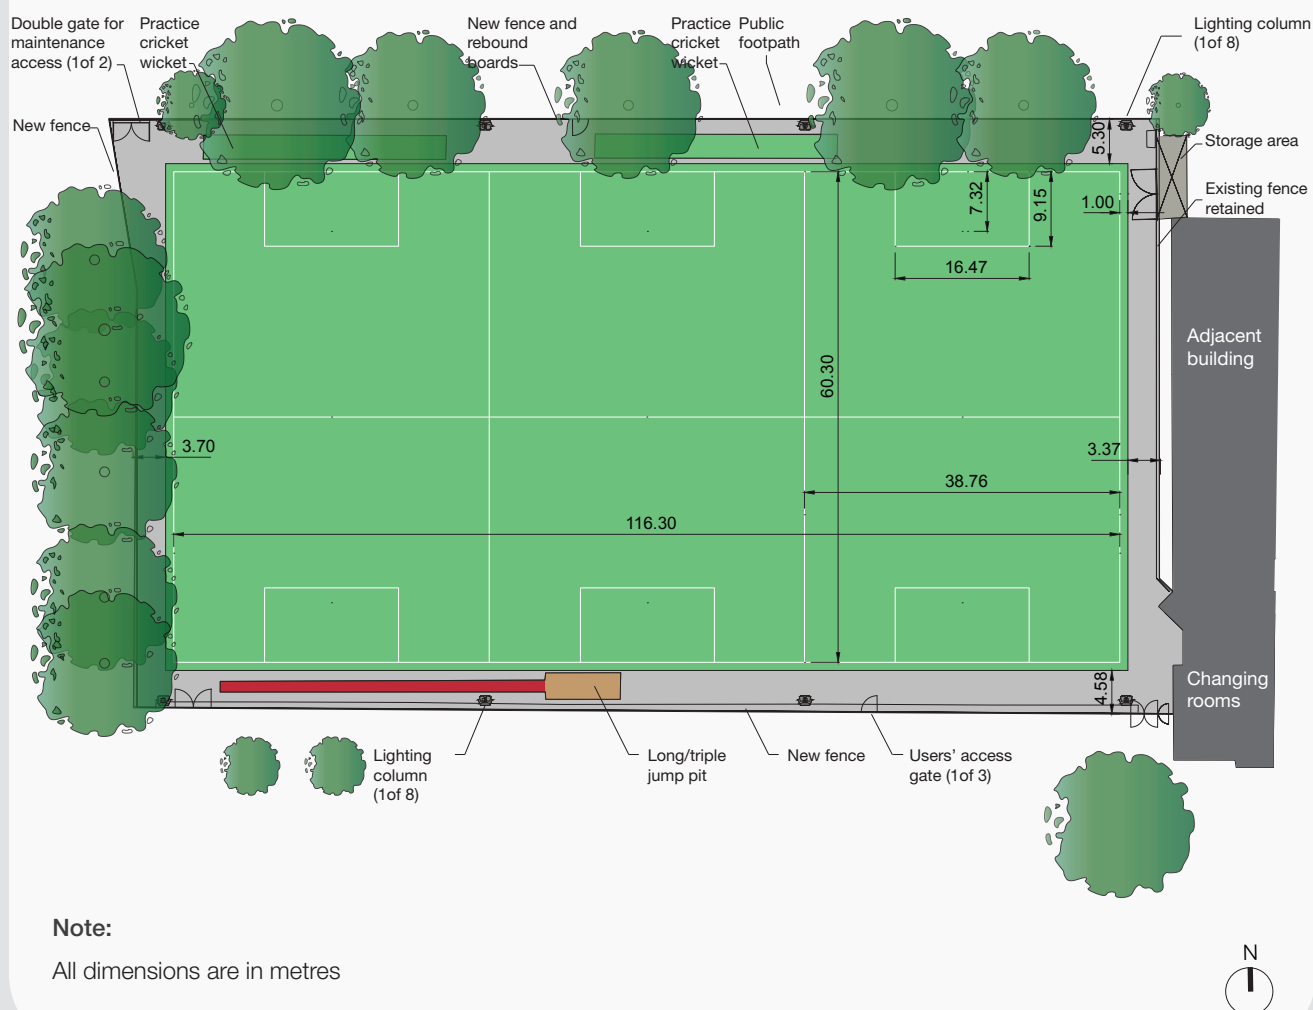 Double gate for
maintenance
access (1of 2)
Practice
cricket
wicket
New fence and
rebound
boards
Practice
cricket
wicket
Public
footpath
Lighting column
(1of 8)
New fence
Storage area
Existing fence
retained
5.30
7.32
9.15
1.00
16.47
Adjacent
building
60.30
3.70
3.37
38.76
116.30
4.58
Changing
rooms
Lighting
column
(1of 8)
Long/triple
jump pit
New fence
Users' access
gate (1of 3)
Note:
All dimensions are in metres
N